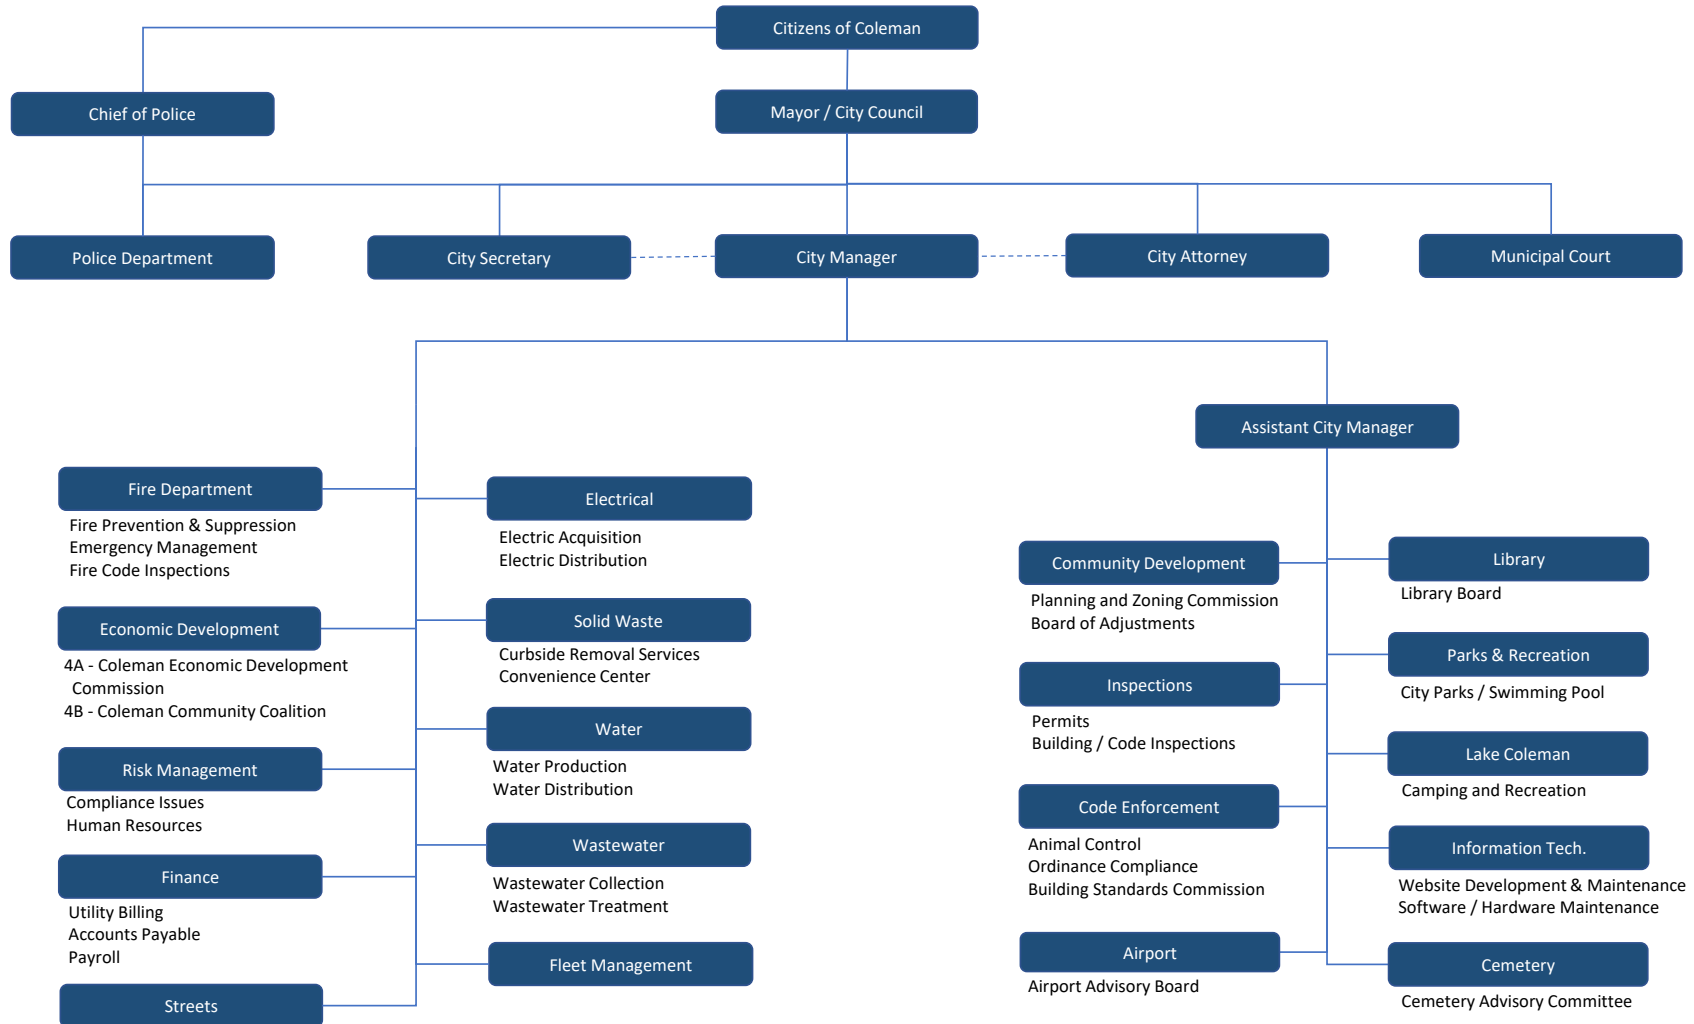 Citizens of Coleman
Chief of Police
Mayor / City Council
Police Department
City Secretary
City Manager
City Attorney
Municipal Court
Assistant City Manager
Fire Department
Fire Prevention & Suppression
Emergency Management
Fire Code Inspections
Economic Development
4A - Coleman Economic Development
Commission
4B - Coleman Community Coalition
Risk Management
Compliance Issues
Human Resources
Finance
Utility Billing
Accounts Payable
Payroll
Streets
Electrical
Electric Acquisition
Electric Distribution
Solid Waste
Curbside Removal Services
Convenience Center
Water
Water Production
Water Distribution
Wastewater
Wastewater Collection
Wastewater Treatment
Fleet Management
Community Development
Planning and Zoning Commission
Board of Adjustments
Inspections
Permits
Building / Code Inspections
Code Enforcement
Animal Control
Ordinance Compliance
Building Standards Commission
Airport
Airport Advisory Board
Library
Library Board
Parks & Recreation
City Parks / Swimming Pool
Lake Coleman
Camping and Recreation
Information Tech.
Website Development & Maintenance
Software / Hardware Maintenance
Cemetery
Cemetery Advisory Committee